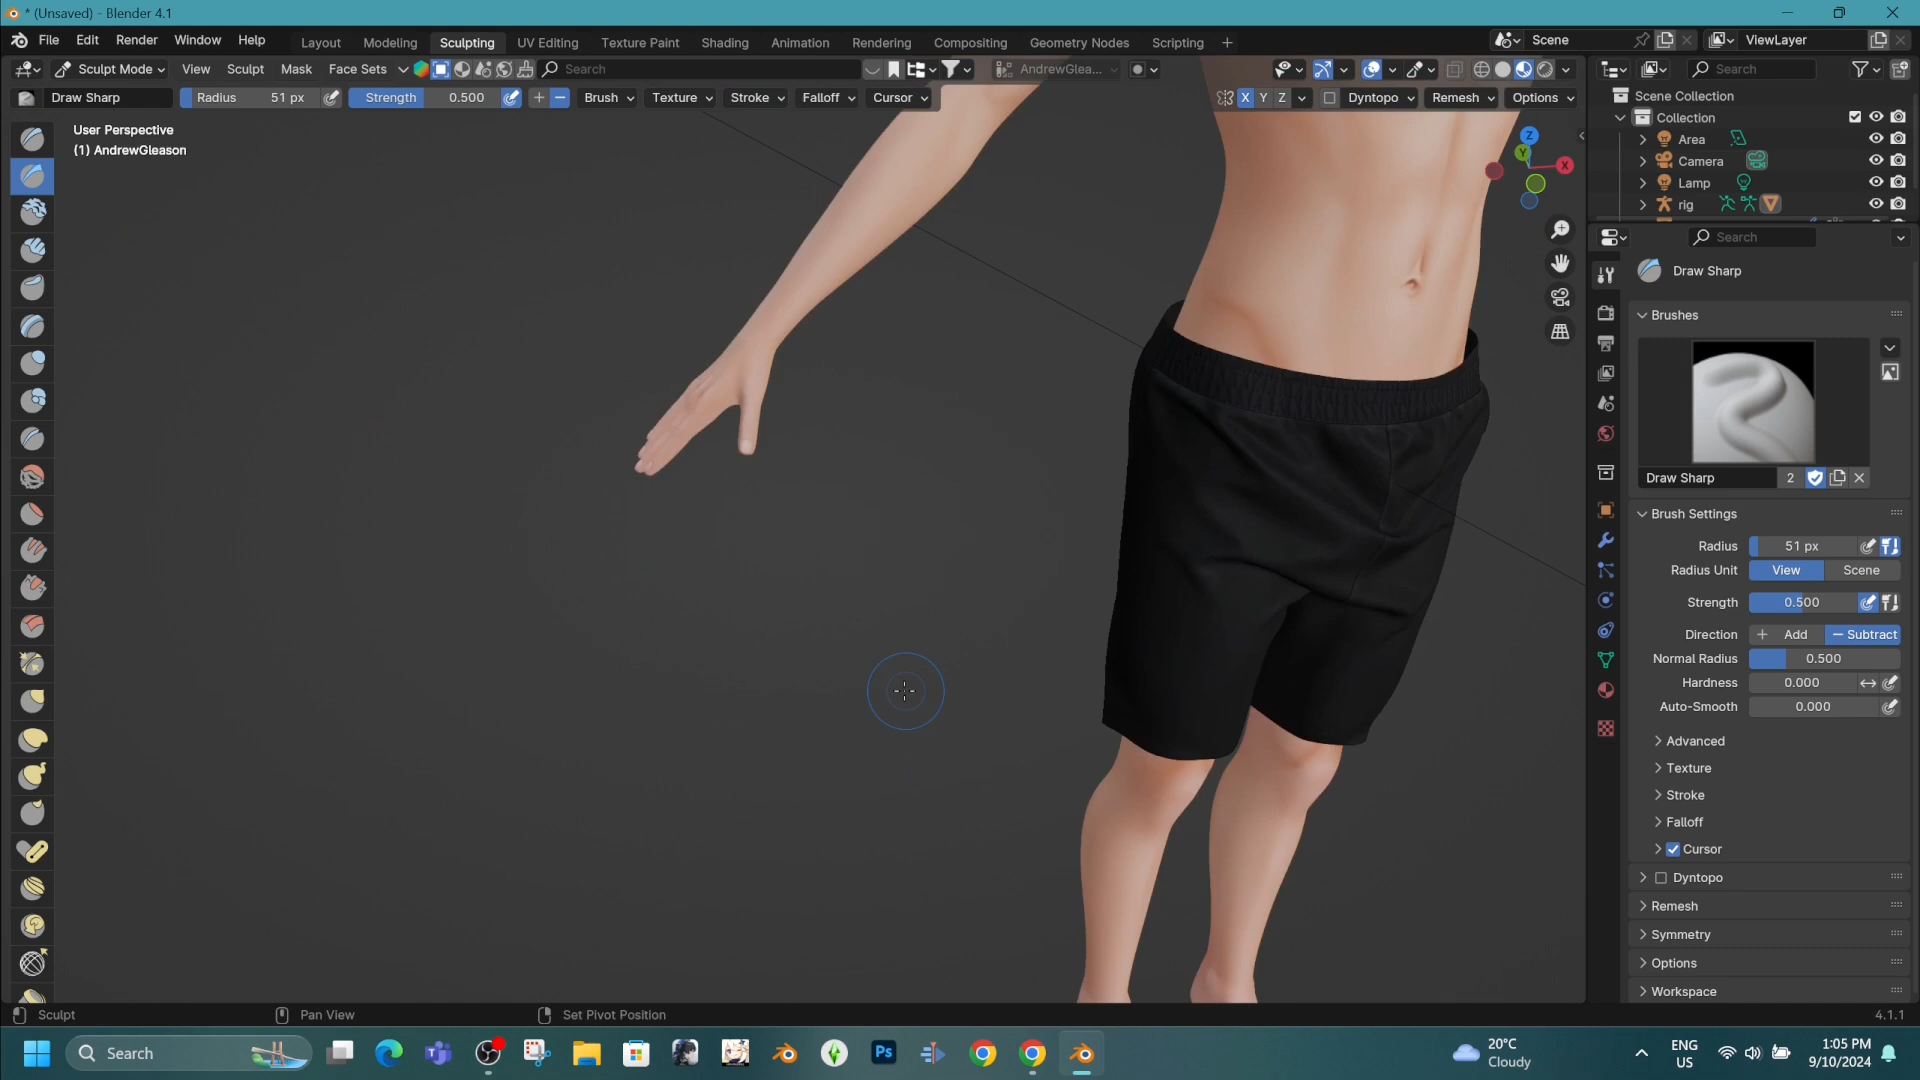 * (Unsaved) - Blender 4.1
File Edit Render Window Help Layout Modeling Sculpting UV Editing Texture Paint Shading Animation Rendering Compositing Geometry Nodes Scripting + Scene ViewLayer
Sculpt Mode View Sculpt Mask Face Sets Search AndrewGlea... Search
Draw Sharp Radius 51 px Strength 0.500 Brush Texture Stroke Falloff Cursor X Y Z Dyntopo Remesh Options
Scene Collection
Collection
Area
Camera
Lamp
rig
User Perspective
(1) AndrewGleason
Z
Y
X
Search
Draw Sharp
Brushes
Draw Sharp 2
Brush Settings
Radius 51 px
Radius Unit View Scene
Strength 0.500
Direction + Add − Subtract
Normal Radius 0.500
Hardness 0.000
Auto-Smooth 0.000
Advanced
Texture
Stroke
Falloff
Cursor
Dyntopo
Remesh
Symmetry
Options
Workspace
Sculpt Pan View Set Pivot Position 4.1.1
Search
Ps
20°C
Cloudy
ENG
US
1:05 PM
9/10/2024